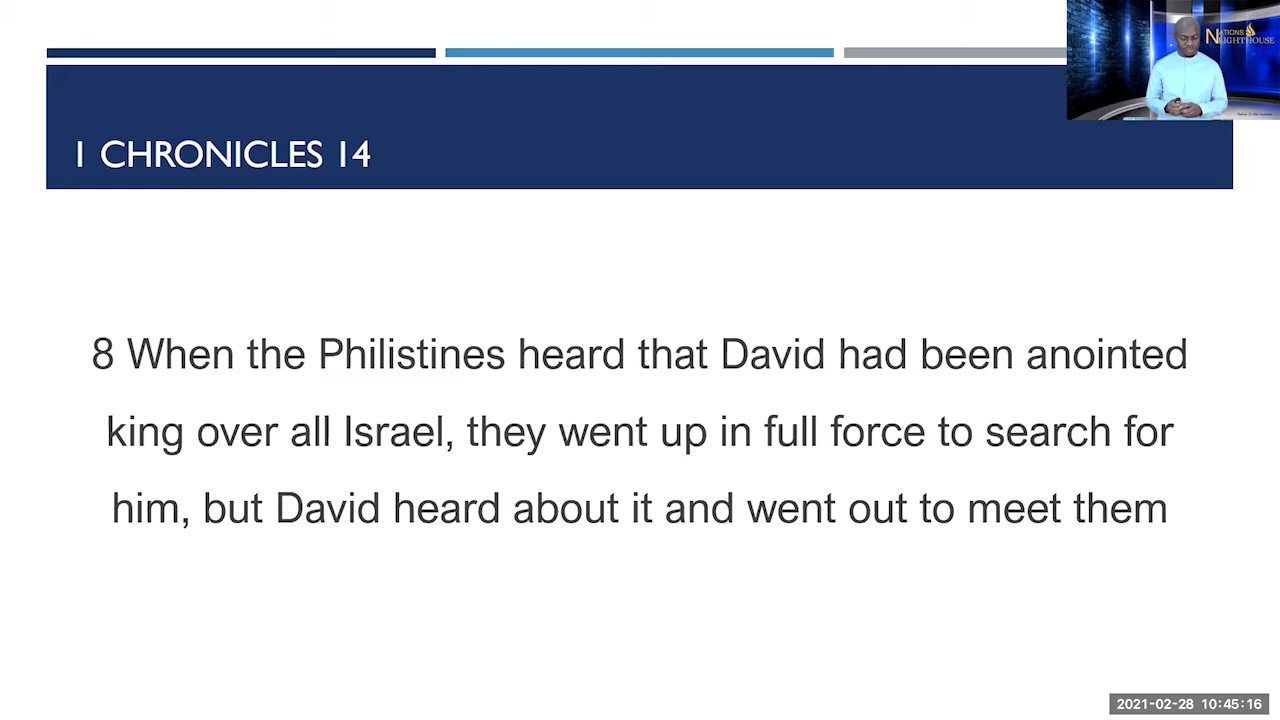 NATIONS
LIGHTHOUSE
1 CHRONICLES 14
8 When the Philistines heard that David had been anointed
king over all Israel, they went up in full force to search for
him, but David heard about it and went out to meet them
2021-02-28 10:45:16